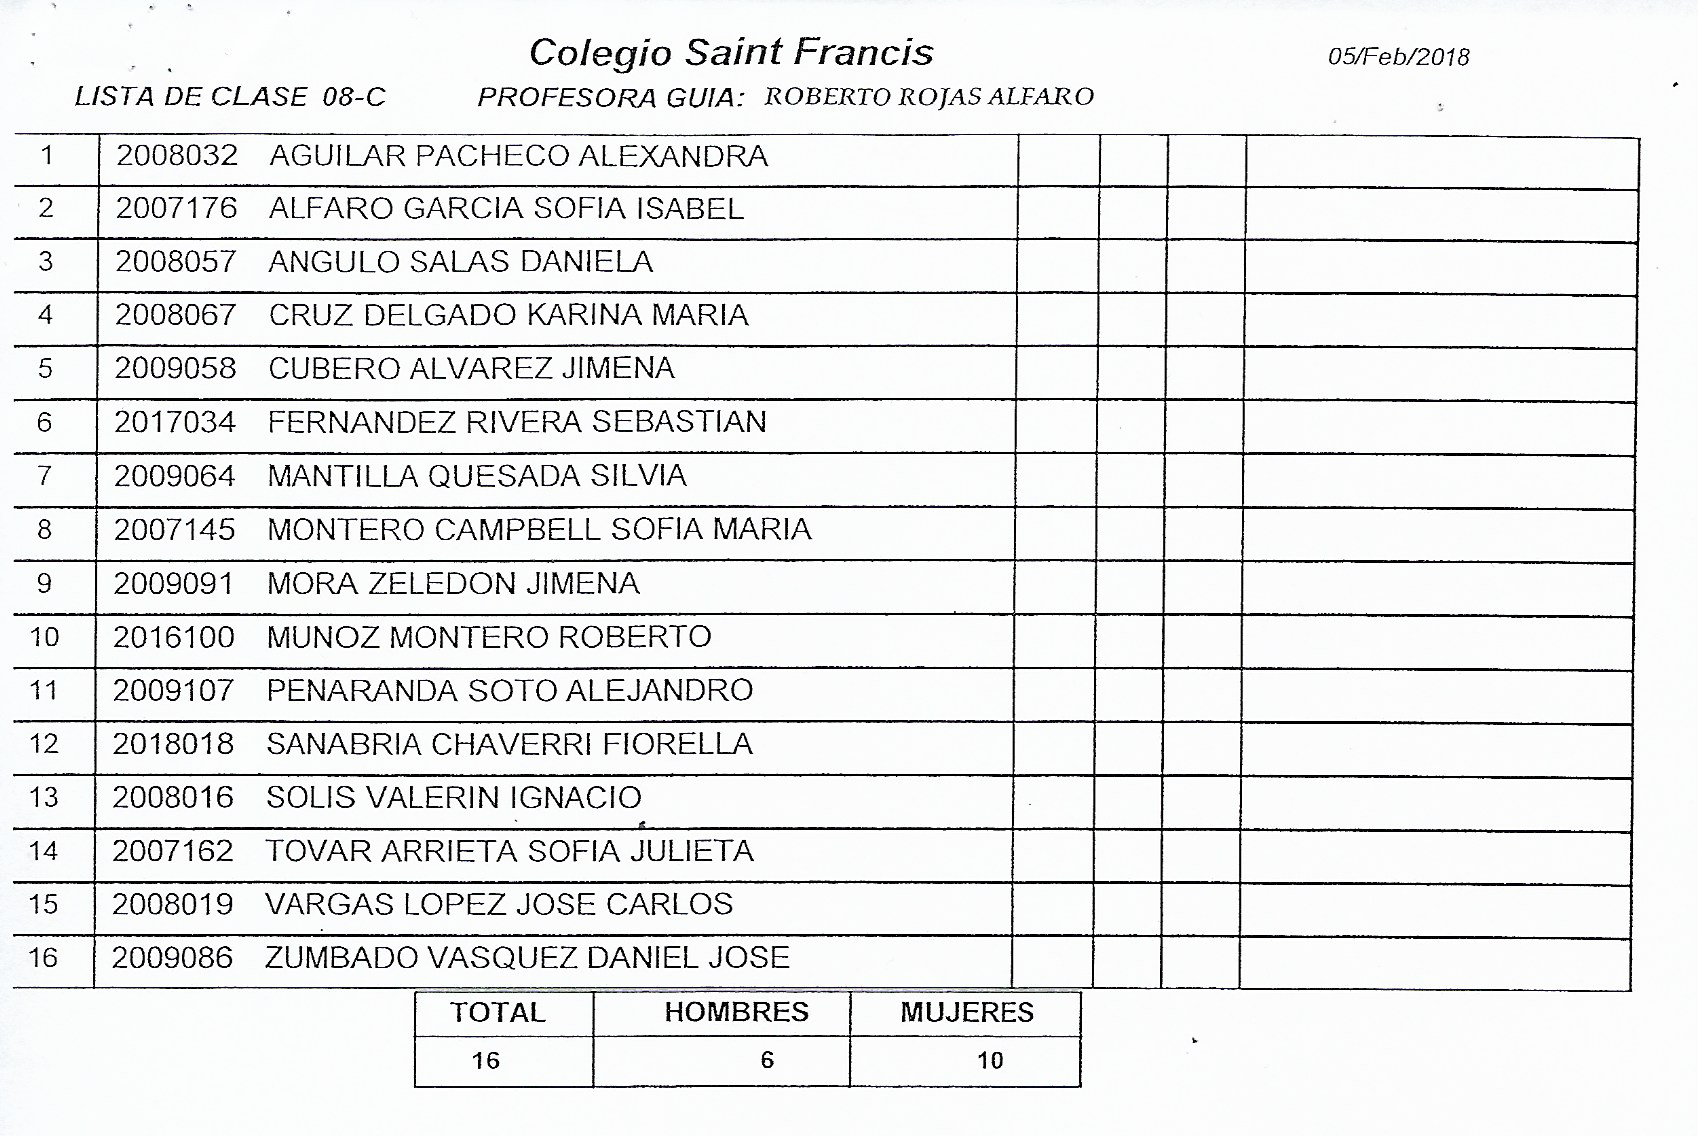 Colegio Saint Francis 05/Feb/2018
LISTA DE CLASE 08-C PROFESORA GUIA: ROBERTO ROJAS ALFARO
1 2008032 AGUILAR PACHECO ALEXANDRA
2 2007176 ALFARO GARCIA SOFIA ISABEL
3 2008057 ANGULO SALAS DANIELA
4 2008067 CRUZ DELGADO KARINA MARIA
5 2009058 CUBERO ALVAREZ JIMENA
6 2017034 FERNANDEZ RIVERA SEBASTIAN
7 2009064 MANTILLA QUESADA SILVIA
8 2007145 MONTERO CAMPBELL SOFIA MARIA
9 2009091 MORA ZELEDON JIMENA
10 2016100 MUNOZ MONTERO ROBERTO
11 2009107 PENARANDA SOTO ALEJANDRO
12 2018018 SANABRIA CHAVERRI FIORELLA
13 2008016 SOLIS VALERIN IGNACIO
14 2007162 TOVAR ARRIETA SOFIA JULIETA
15 2008019 VARGAS LOPEZ JOSE CARLOS
16 2009086 ZUMBADO VASQUEZ DANIEL JOSE
TOTAL HOMBRES MUJERES
16 6 10